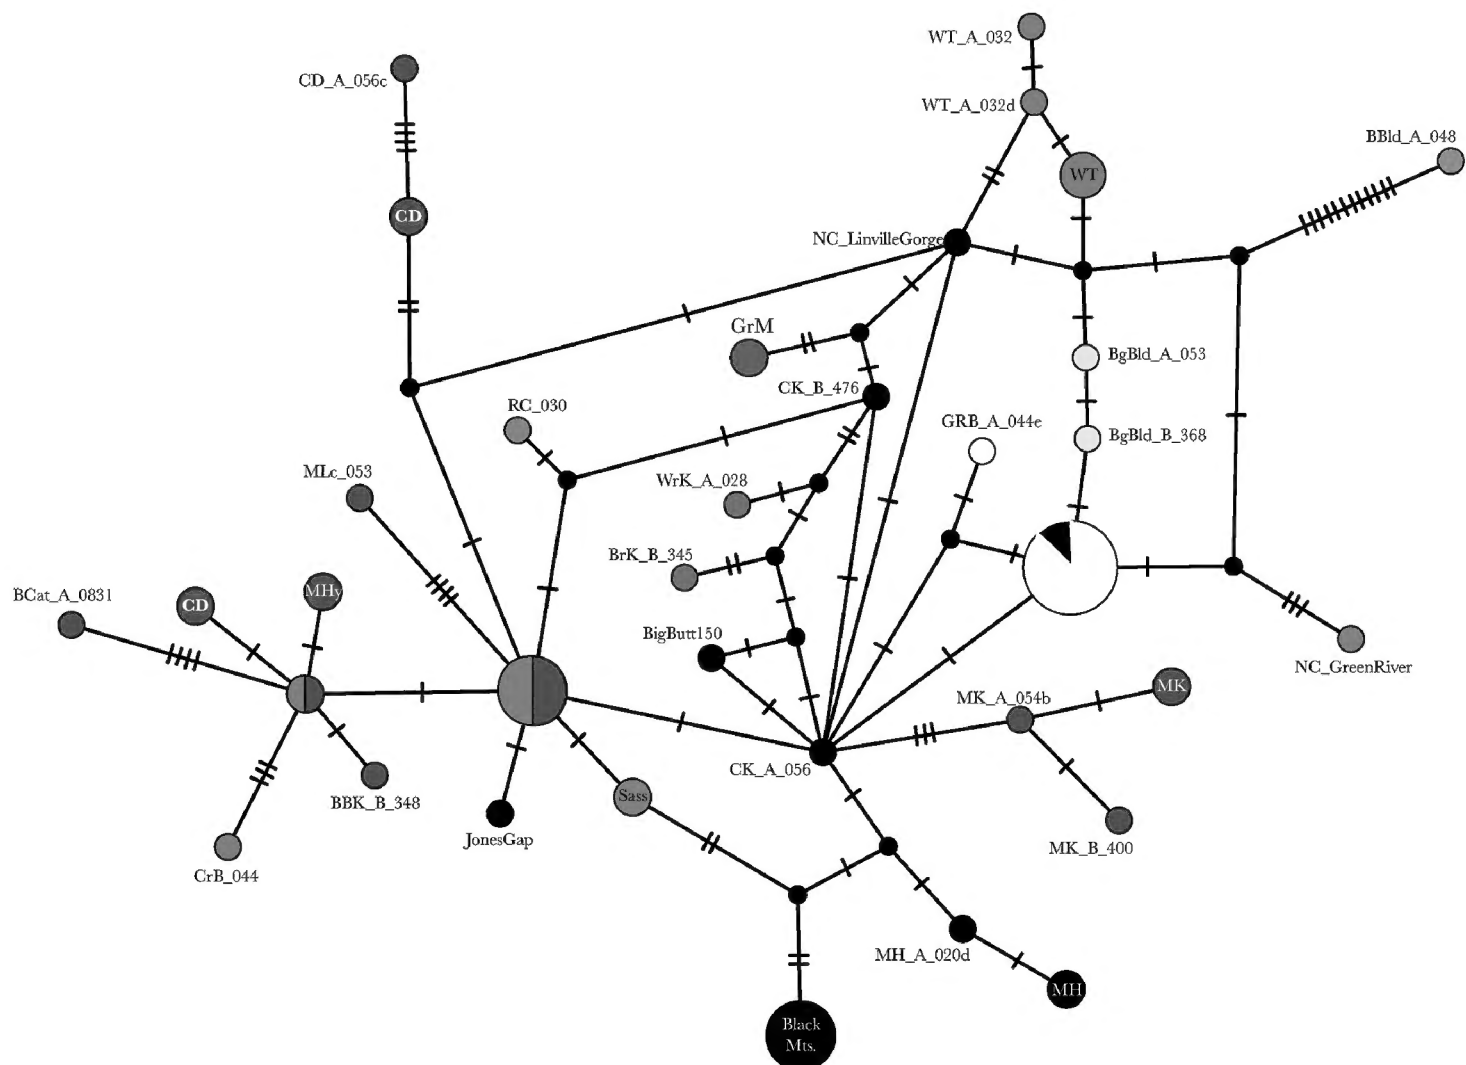 WT_A_032
CD_A_056c
WT_A_032d
BBld_A_048
WT
CD
NC_LinvilleGorge
GrM
BgBld_A_053
CK_B_476
RC_030
GRB_A_044e
BgBld_B_368
MLc_053
WrK_A_028
BrK_B_345
BCat_A_0831
CD
MHy
BigButt150
NC_GreenRiver
MK_A_054b
MK
CK_A_056
BBK_B_348
Sass
JonesGap
MK_B_400
CrB_044
MH_A_020d
MH
Black
Mts.